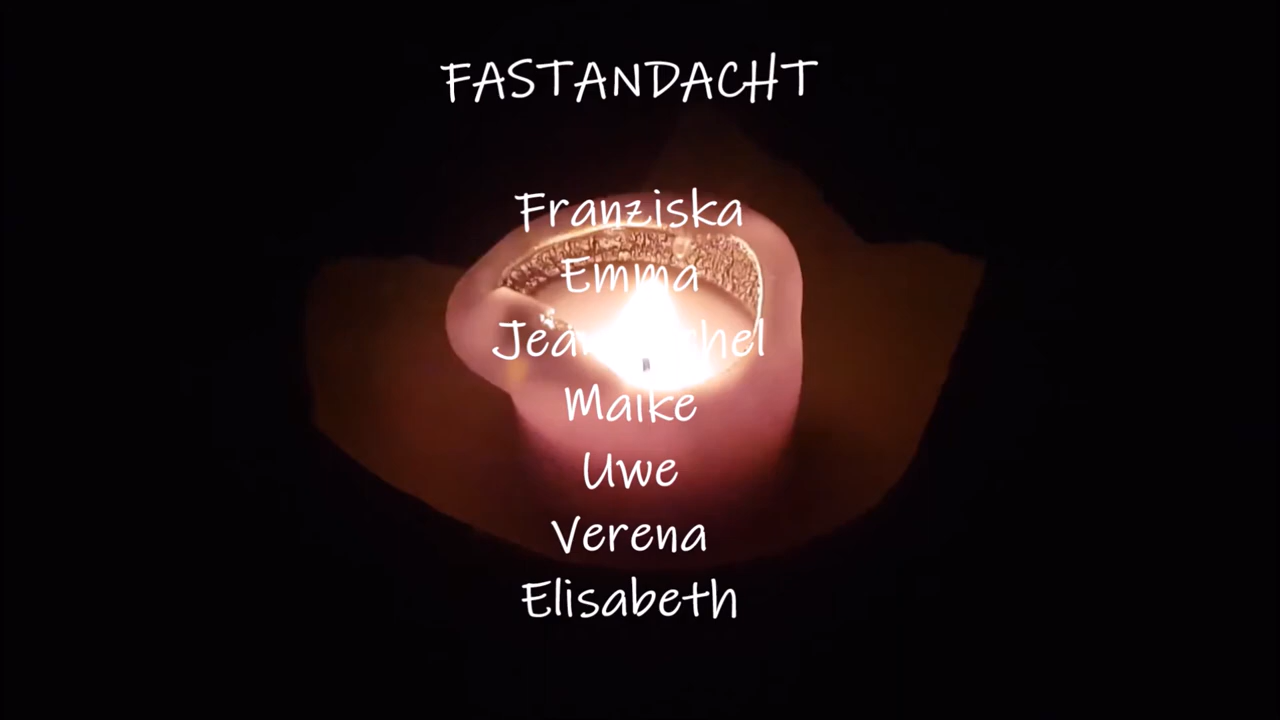 FASTANDACHT
Franziska
Emma
Maike
Uwe
Verena
Elisabeth